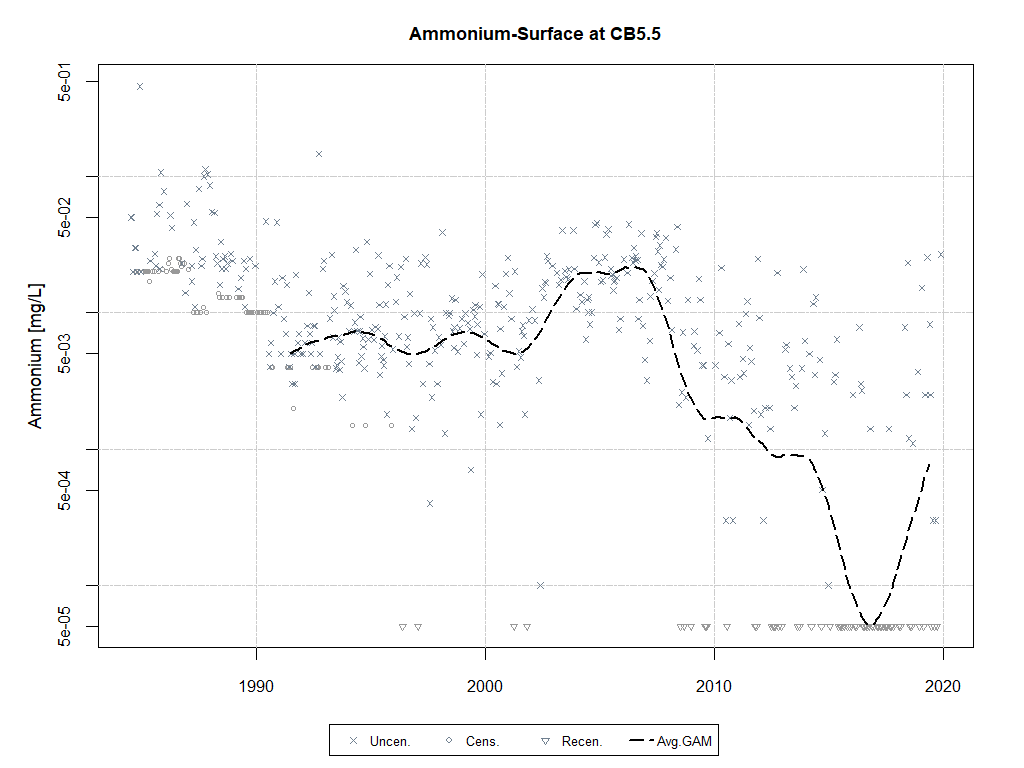 Ammonium-Surface at CB5.5
Ammonium [mg/L]
5e-01
5e-02
5e-03
5e-04
5e-05
1990 2000 2010 2020
Uncen. Cens. Recen. Avg.GAM